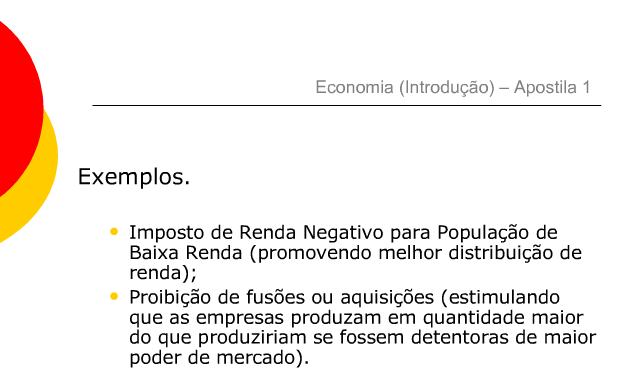 Economia (Introdução) – Apostila 1
Exemplos.
Imposto de Renda Negativo para População de
Baixa Renda (promovendo melhor distribuição de
renda);
Proibição de fusões ou aquisições (estimulando
que as empresas produzam em quantidade maior
do que produziriam se fossem detentoras de maior
poder de mercado).